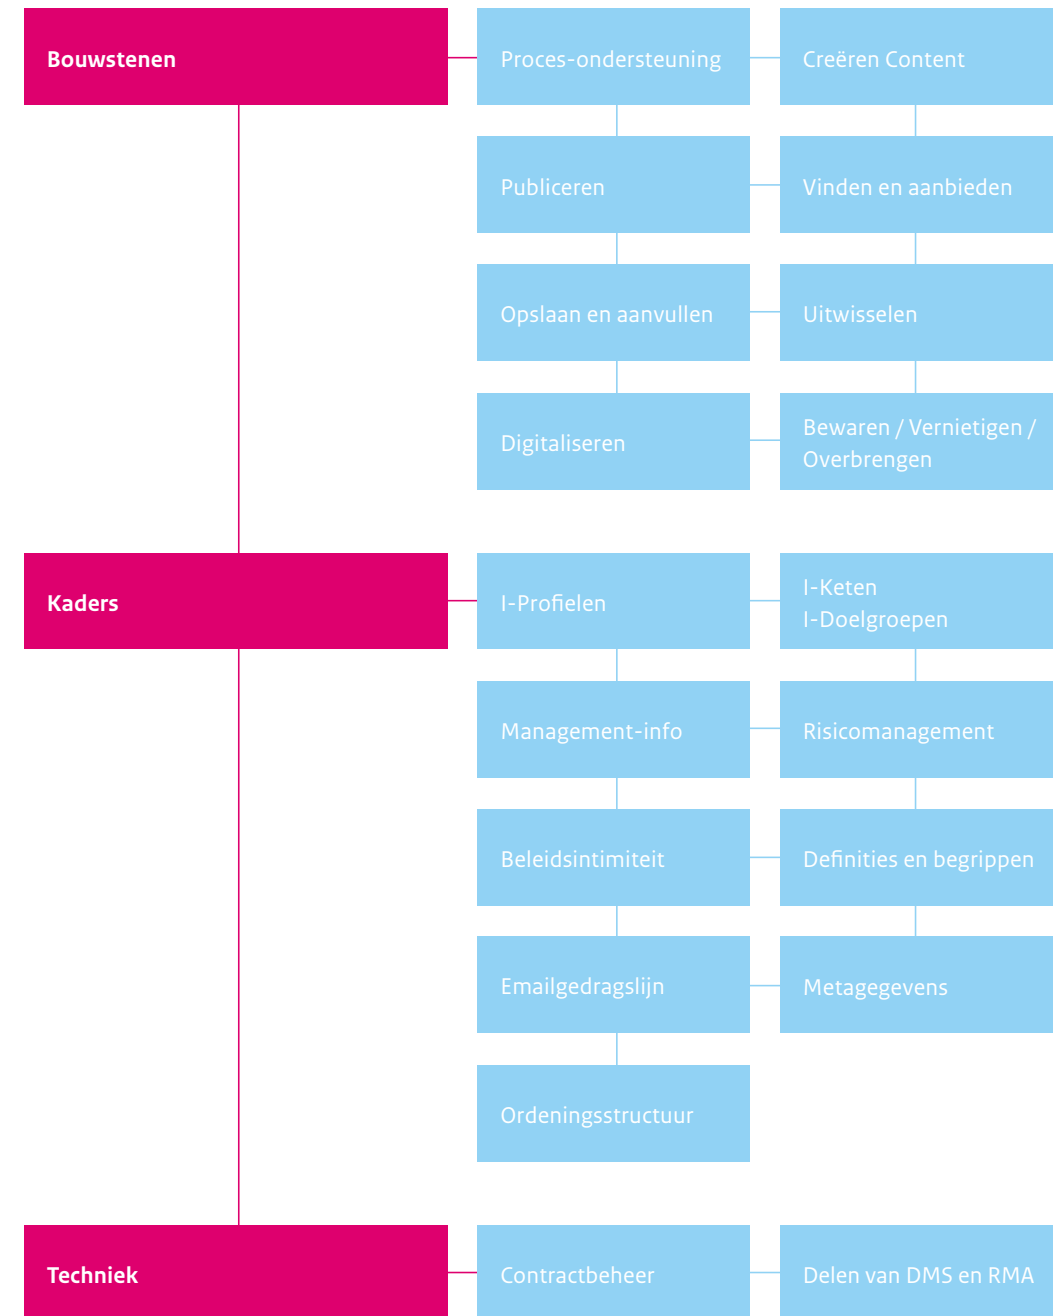 Bouwstenen
Proces-ondersteuning
Creëren Content
Publiceren
Vinden en aanbieden
Opslaan en aanvullen
Uitwisselen
Digitaliseren
Bewaren / Vernietigen /
Overbrengen
Kaders
I-Profielen
I-Keten
I-Doelgroepen
Management-info
Risicomanagement
Beleidsintimiteit
Definities en begrippen
Emailgedragslijn
Metagegevens
Ordeningsstructuur
Techniek
Contractbeheer
Delen van DMS en RMA